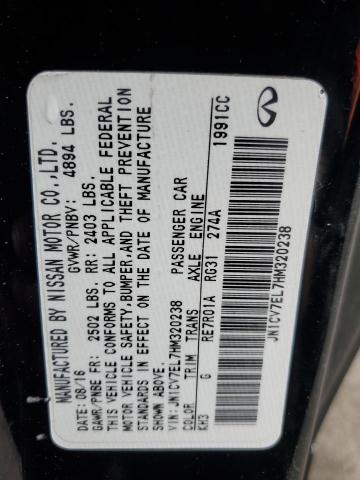 MANUFACTURED BY NISSAN MOTOR CO.,LTD.
DATE: 08/16 GVWR/PNBV: 4894 LBS.
GAWR/PNBE FR: 2502 LBS. RR: 2403 LBS.
THIS VEHICLE CONFORMS TO ALL APPLICABLE FEDERAL
MOTOR VEHICLE SAFETY,BUMPER,AND THEFT PREVENTION
STANDARDS IN EFFECT ON THE DATE OF MANUFACTURE
SHOWN ABOVE.
VIN: JN1CV7EL7HM320238 PASSENGER CAR
COLOR TRIM TRANS AXLE ENGINE
KH3 G RE7R01A RG31 274A 1991CC
JN1CV7EL7HM320238